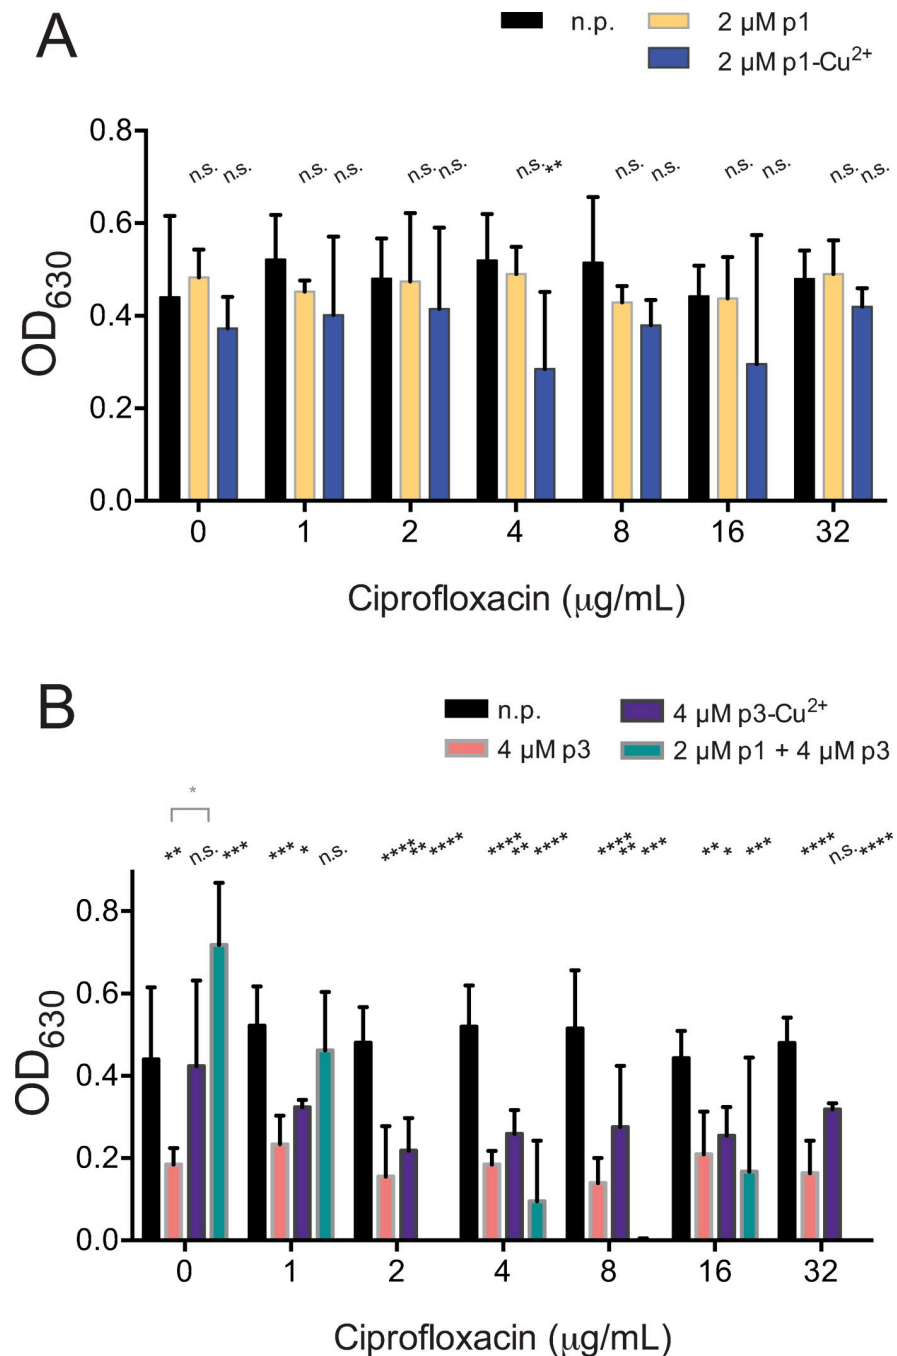 A
n.p.
2 µM p1
2 µM p1-Cu²⁺
0.8
0.6
0.4
0.2
0.0
OD₆₃₀
n.s. n.s.
n.s. n.s.
n.s. n.s.
n.s. **
n.s. n.s.
n.s. n.s.
n.s. n.s.
0 1 2 4 8 16 32
Ciprofloxacin (µg/mL)
B
n.p.
4 µM p3-Cu²⁺
4 µM p3
2 µM p1 + 4 µM p3
*
** n.s. ***
*** * n.s.
**** ** ****
**** ** ****
**** ** ***
** * ***
**** n.s. ****
0.8
0.6
0.4
0.2
0.0
OD₆₃₀
0 1 2 4 8 16 32
Ciprofloxacin (µg/mL)